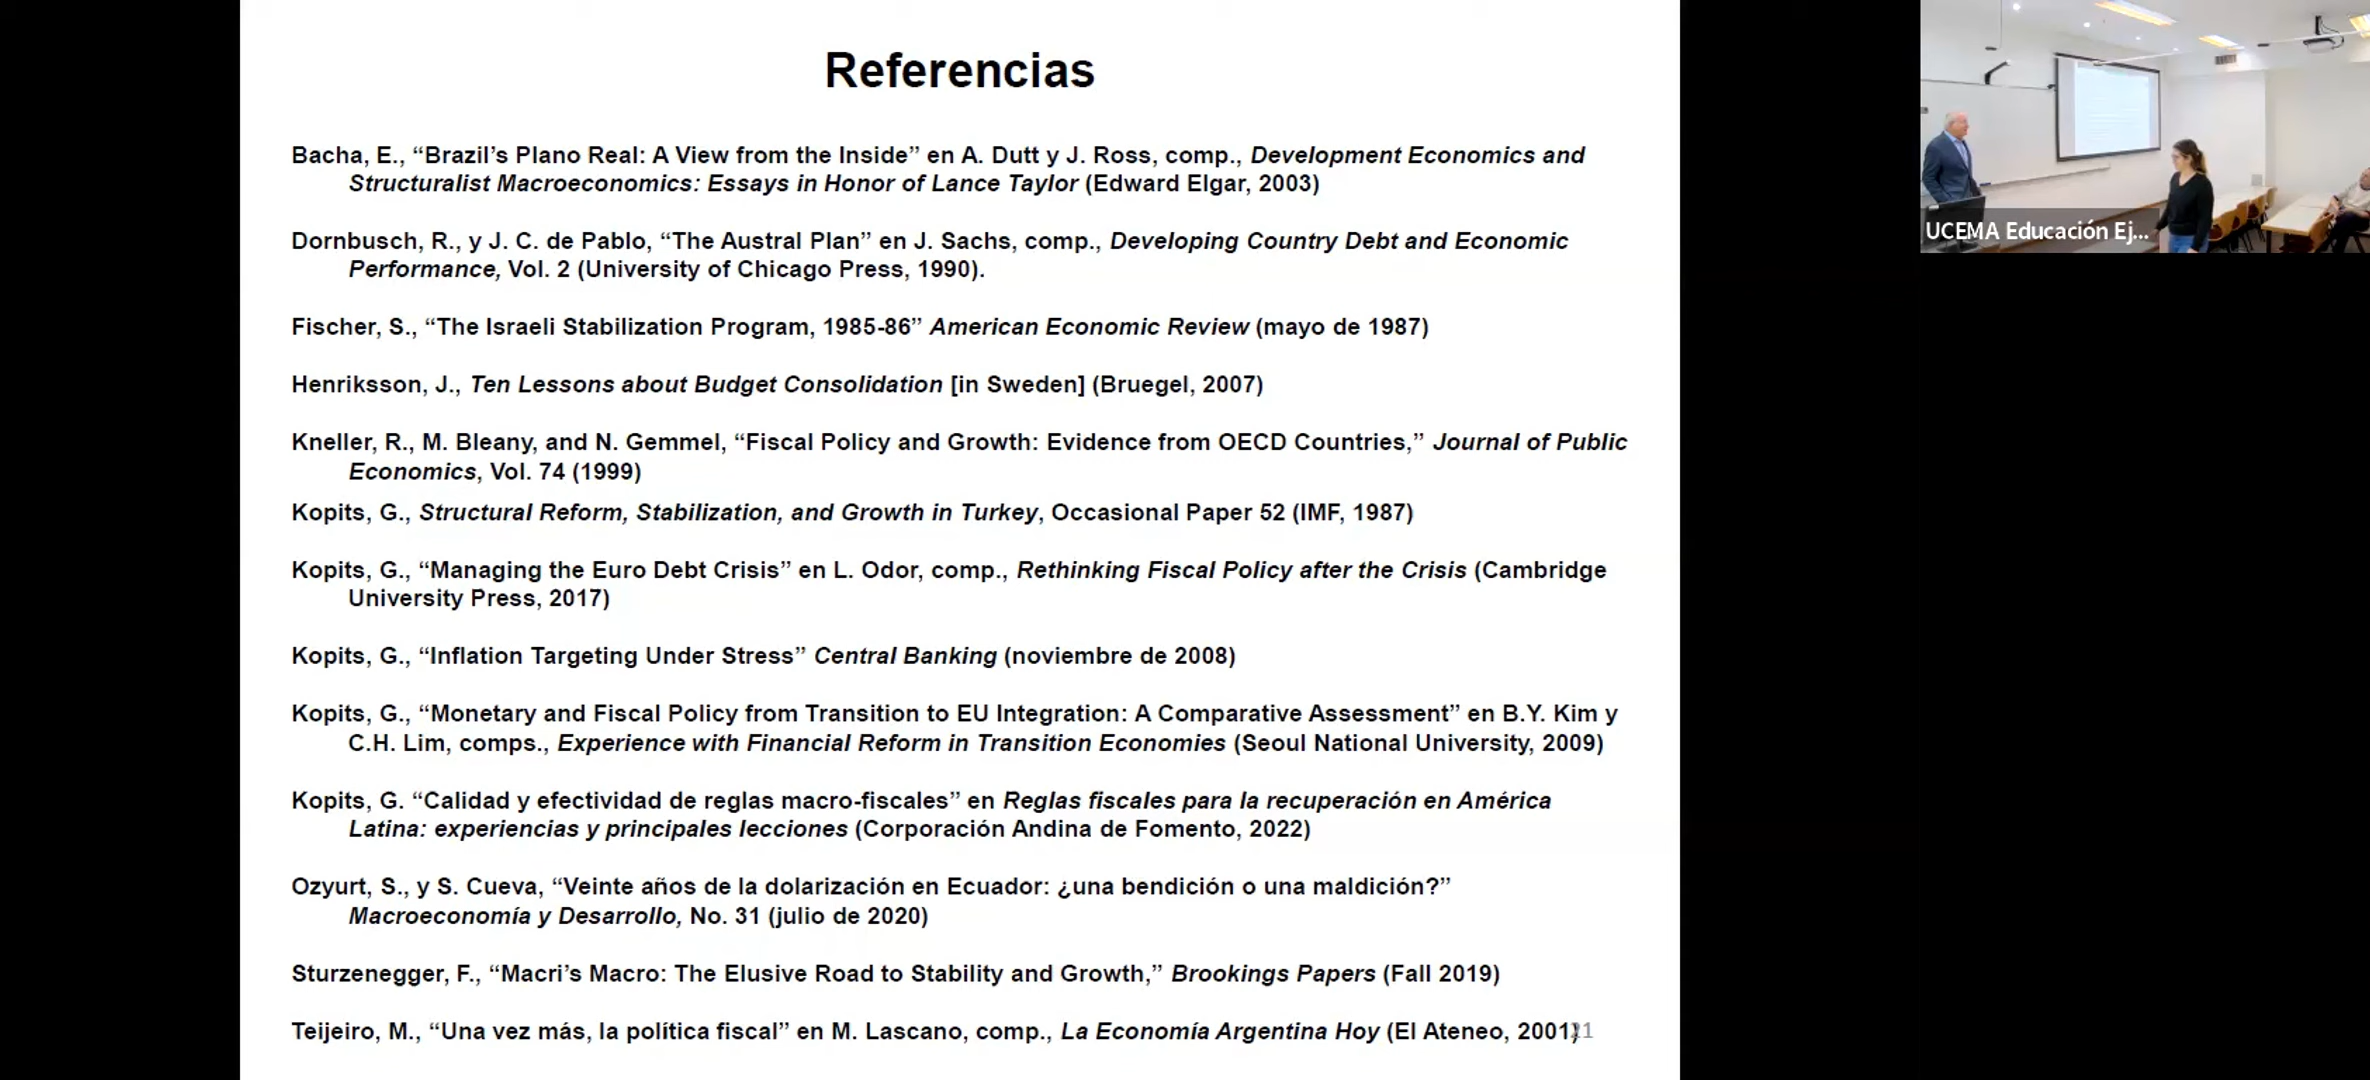 Referencias
Bacha, E., “Brazil’s Plano Real: A View from the Inside” en A. Dutt y J. Ross, comp., Development Economics and
Structuralist Macroeconomics: Essays in Honor of Lance Taylor (Edward Elgar, 2003)
Dornbusch, R., y J. C. de Pablo, “The Austral Plan” en J. Sachs, comp., Developing Country Debt and Economic
Performance, Vol. 2 (University of Chicago Press, 1990).
Fischer, S., “The Israeli Stabilization Program, 1985-86” American Economic Review (mayo de 1987)
Henriksson, J., Ten Lessons about Budget Consolidation [in Sweden] (Bruegel, 2007)
Kneller, R., M. Bleany, and N. Gemmel, “Fiscal Policy and Growth: Evidence from OECD Countries,” Journal of Public
Economics, Vol. 74 (1999)
Kopits, G., Structural Reform, Stabilization, and Growth in Turkey, Occasional Paper 52 (IMF, 1987)
Kopits, G., “Managing the Euro Debt Crisis” en L. Odor, comp., Rethinking Fiscal Policy after the Crisis (Cambridge
University Press, 2017)
Kopits, G., “Inflation Targeting Under Stress” Central Banking (noviembre de 2008)
Kopits, G., “Monetary and Fiscal Policy from Transition to EU Integration: A Comparative Assessment” en B.Y. Kim y
C.H. Lim, comps., Experience with Financial Reform in Transition Economies (Seoul National University, 2009)
Kopits, G. “Calidad y efectividad de reglas macro-fiscales” en Reglas fiscales para la recuperación en América
Latina: experiencias y principales lecciones (Corporación Andina de Fomento, 2022)
Ozyurt, S., y S. Cueva, “Veinte años de la dolarización en Ecuador: ¿una bendición o una maldición?”
Macroeconomía y Desarrollo, No. 31 (julio de 2020)
Sturzenegger, F., “Macri’s Macro: The Elusive Road to Stability and Growth,” Brookings Papers (Fall 2019)
Teijeiro, M., “Una vez más, la política fiscal” en M. Lascano, comp., La Economía Argentina Hoy (El Ateneo, 2001)
21
UCEMA Educación Ej...